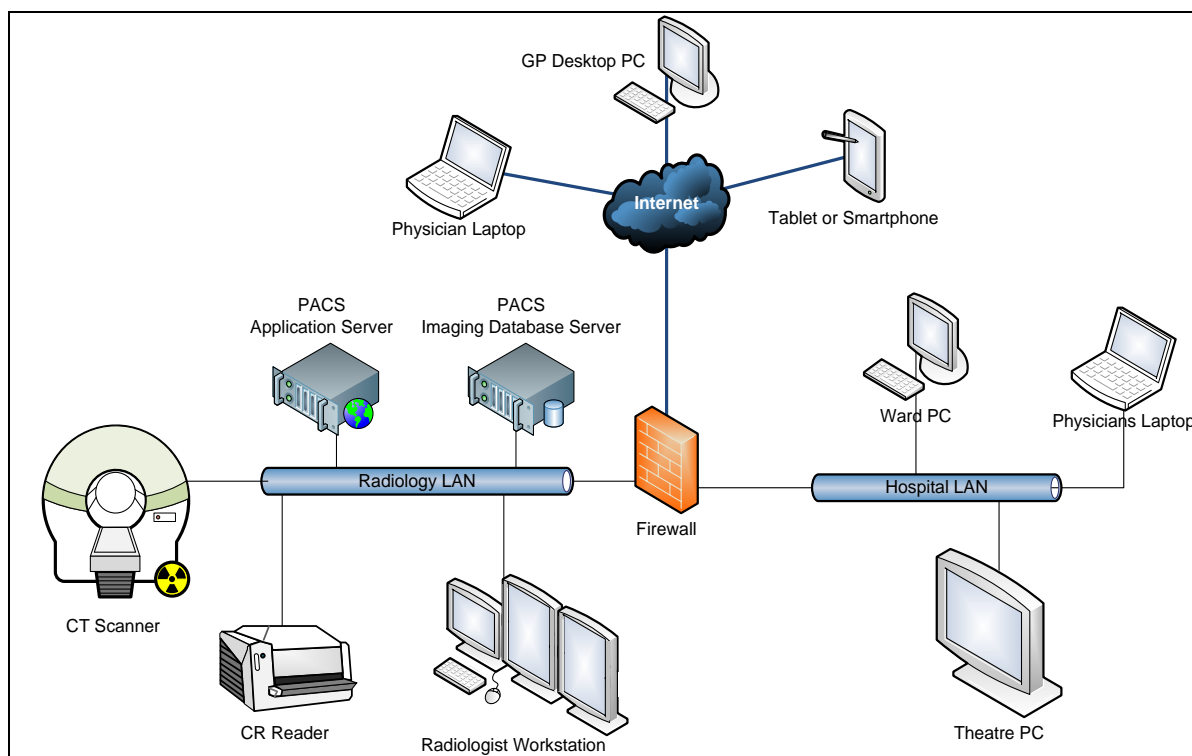 GP Desktop PC
Physician Laptop
Internet
Tablet or Smartphone
PACS
Application Server
PACS
Imaging Database Server
Ward PC
Physicians Laptop
CT Scanner
Radiology LAN
Firewall
Hospital LAN
CR Reader
Radiologist Workstation
Theatre PC